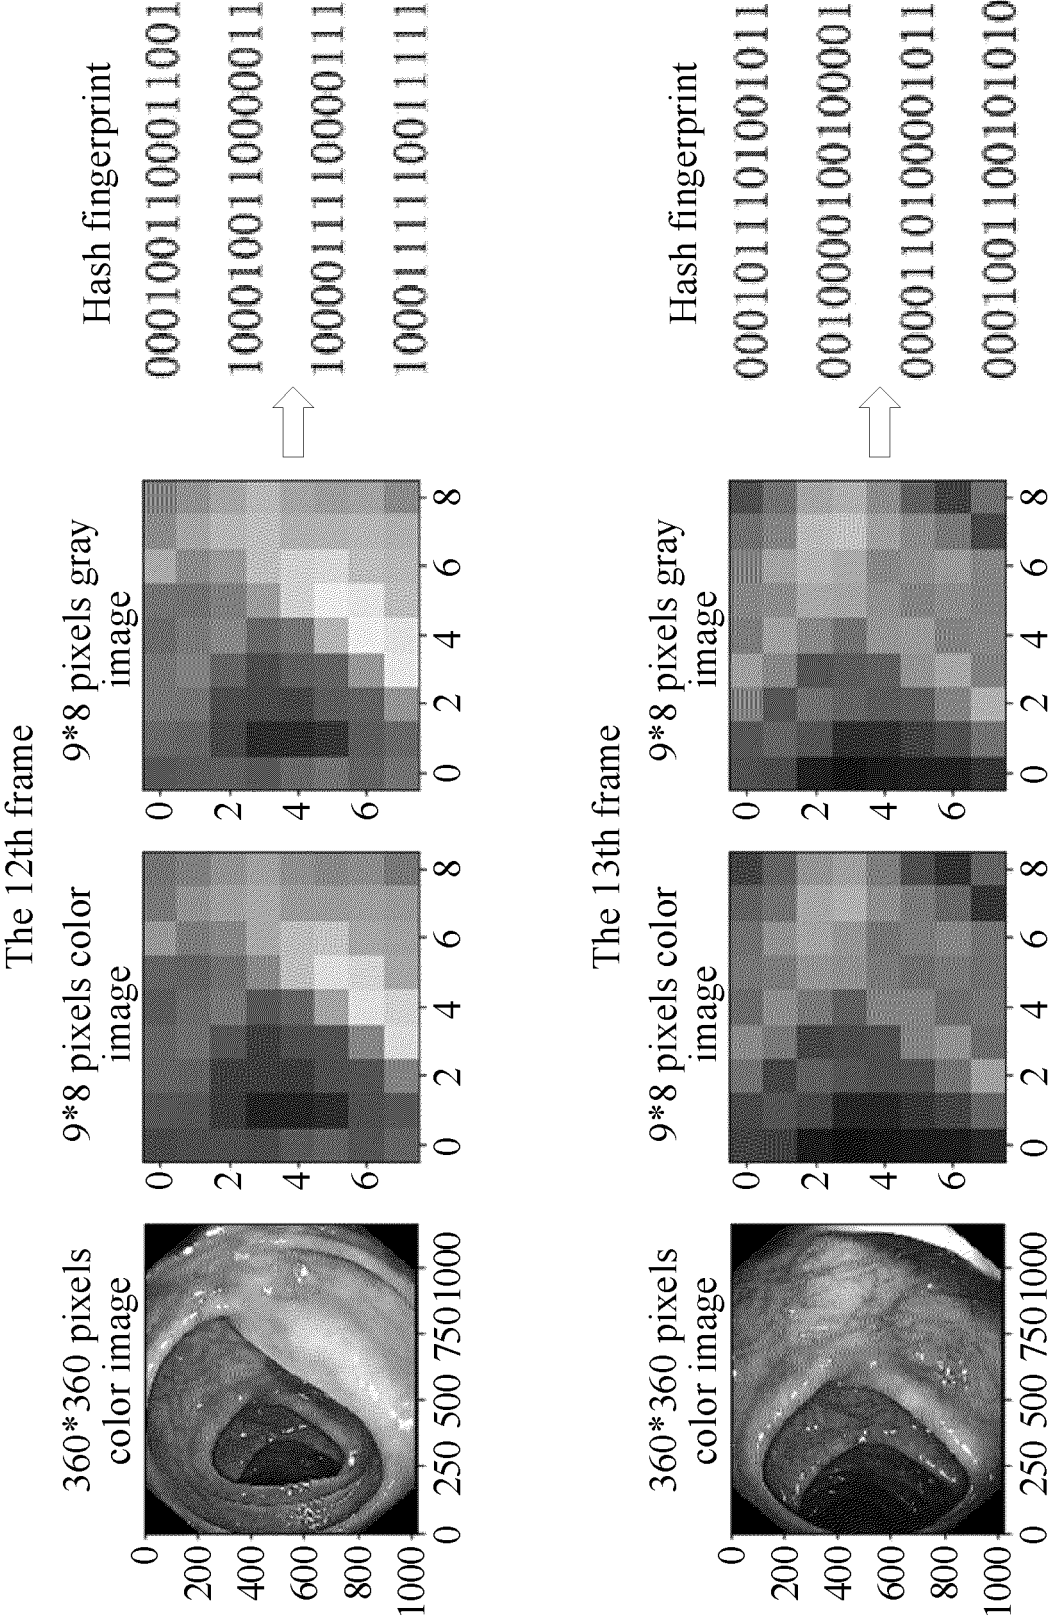 The 12th frame
360*360 pixels
color image
9*8 pixels color
image
9*8 pixels gray
image
Hash fingerprint
0
200
400
600
800
1000
0 250 500 750 1000
0
2
4
6
0 2 4 6 8
0
2
4
6
0 2 4 6 8
0001001100011001
1000100110000011
1000011110000111
1000111110011111
The 13th frame
360*360 pixels
color image
9*8 pixels color
image
9*8 pixels gray
image
Hash fingerprint
0
200
400
600
800
1000
0 250 500 750 1000
0
2
4
6
0 2 4 6 8
0
2
4
6
0 2 4 6 8
0001011101001011
0010000100100001
0000110100001011
0001001100101010